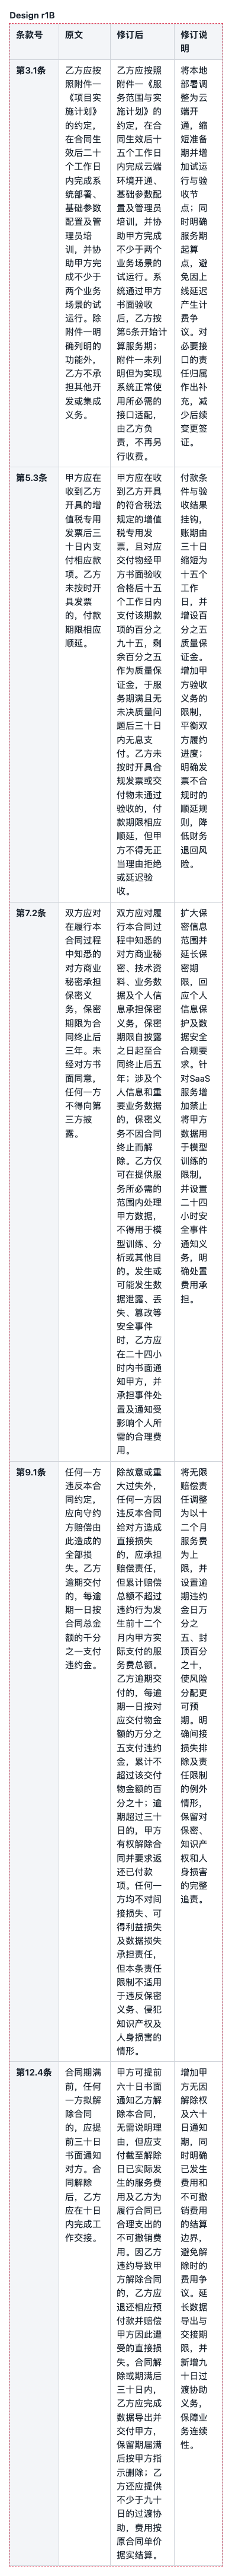 Design r1B
条款号
原文
修订后
修订说
明
第3.1条
乙方应按
照附件一
《项目实
施计划》
的约定，
在合同生
效后二十
个工作日
内完成系
统部署、
基础参数
配置及管
理员培
训，并协
助甲方完
成不少于
两个业务
场景的试
运行。除
附件一明
确列明的
功能外，
乙方不承
担其他开
发或集成
义务。
乙方应按照
附件一《服
务范围与实
施计划》的
约定，在合
同生效后十
五个工作日
内完成云端
环境开通、
基础参数配
置及管理员
培训，并协
助甲方完成
不少于两个
业务场景的
试运行。系
统通过甲方
书面验收
后，乙方按
第5条开始计
算服务期；
附件一未列
明但为实现
系统正常使
用所必需的
接口适配，
由乙方负
责，不再另
行收费。
将本地
部署调
整为云
端开
通，缩
短准备
期并增
加试运
行与验
收节
点；同
时明确
服务期
起算
点，避
免因上
线延迟
产生计
费争
议。对
必要接
口的责
任归属
作出补
充，减
少后续
变更签
证。
第5.3条
甲方应在
收到乙方
开具的增
值税专用
发票后三
十日内支
付相应款
项。乙方
未按时开
具发票
的，付款
期限相应
顺延。
甲方应在收
到乙方开具
的符合税法
规定的增值
税专用发
票，且对应
交付物经甲
方书面验收
合格后十五
个工作日内
支付该期款
项的百分之
九十五，剩
余百分之五
作为质量保
证金，于服
务期满且无
未决质量问
题后三十日
内无息支
付。乙方未
按时开具合
规发票或交
付物未通过
验收的，付
款期限相应
顺延，但甲
方不得无正
当理由拒绝
或延迟验
收。
付款条
件与验
收结果
挂钩，
账期由
三十日
缩短为
十五个
工作
日，并
增设百
分之五
质量保
证金。
增加甲
方验收
义务的
限制，
平衡双
方履约
进度；
明确发
票不合
规时的
顺延规
则，降
低财务
退回风
险。
第7.2条
双方应对
在履行本
合同过程
中知悉的
对方商业
秘密承担
保密义
务，保密
期限为合
同终止后
三年。未
经对方书
面同意，
任何一方
不得向第
三方披
露。
双方应对履
行本合同过
程中知悉的
对方商业秘
密、技术资
料、业务数
据及个人信
息承担保密
义务，保密
期限自披露
之日起至合
同终止后五
年；涉及个
人信息和重
要业务数据
的，保密义
务不因合同
终止而解
除。乙方仅
可在提供服
务所必需的
范围内处理
甲方数据，
不得用于模
型训练、分
析或其他目
的。发生或
可能发生数
据泄露、丢
失、篡改等
安全事件
时，乙方应
在二十四小
时内书面通
知甲方，并
承担事件处
置及通知受
影响个人所
需的合理费
用。
扩大保
密信息
范围并
延长保
密期
限，回
应个人
信息保
护及数
据安全
合规要
求。针
对SaaS
服务增
加禁止
将甲方
数据用
于模型
训练的
限制，
并设置
二十四
小时安
全事件
通知义
务，明
确处置
费用承
担。
第9.1条
任何一方
违反本合
同约定，
应向守约
方赔偿由
此造成的
全部损
失。乙方
逾期交付
的，每逾
期一日按
合同总金
额的千分
之一支付
违约金。
除故意或重
大过失外，
任何一方因
违反本合同
给对方造成
直接损失
的，应承担
赔偿责任，
但累计赔偿
总额不超过
违约行为发
生前十二个
月内甲方实
际支付的服
务费总额。
乙方逾期交
付的，每逾
期一日按对
应交付物金
额的万分之
五支付违约
金，累计不
超过该交付
物金额的百
分之十；逾
期超过三十
日的，甲方
有权解除合
同并要求返
还已付款
项。任何一
方均不对间
接损失、可
得利益损失
及数据损失
承担责任，
但本条责任
限制不适用
于违反保密
义务、侵犯
知识产权及
人身损害的
情形。
将无限
赔偿责
任调整
为以十
二个月
服务费
为上
限，并
设置逾
期违约
金日万
分之
五、封
顶百分
之十，
使风险
分配更
可预
期。明
确间接
损失排
除及责
任限制
的例外
情形，
保留对
保密、
知识产
权和人
身损害
的完整
追责。
第12.4条
合同期满
前，任何
一方拟解
除合同
的，应提
前三十日
书面通知
对方。合
同解除
后，乙方
应在十日
内完成工
作交接。
甲方可提前
六十日书面
通知乙方解
除本合同，
无需说明理
由，但应支
付截至解除
日已实际发
生的服务费
用及乙方为
履行合同已
合理支出的
不可撤销费
用。因乙方
违约导致甲
方解除合同
的，乙方应
退还相应预
付款并赔偿
甲方因此遭
受的直接损
失。合同解
除或期满后
三十日内，
乙方应完成
数据导出并
交付甲方，
保留期届满
后按甲方指
示删除；乙
方还应提供
不少于九十
日的过渡协
助，费用按
原合同单价
据实结算。
增加甲
方无因
解除权
及六十
日通知
期，同
时明确
已发生
费用和
不可撤
销费用
的结算
边界，
避免解
除时的
费用争
议。延
长数据
导出与
交接期
限，并
新增九
十日过
渡协助
义务，
保障业
务连续
性。